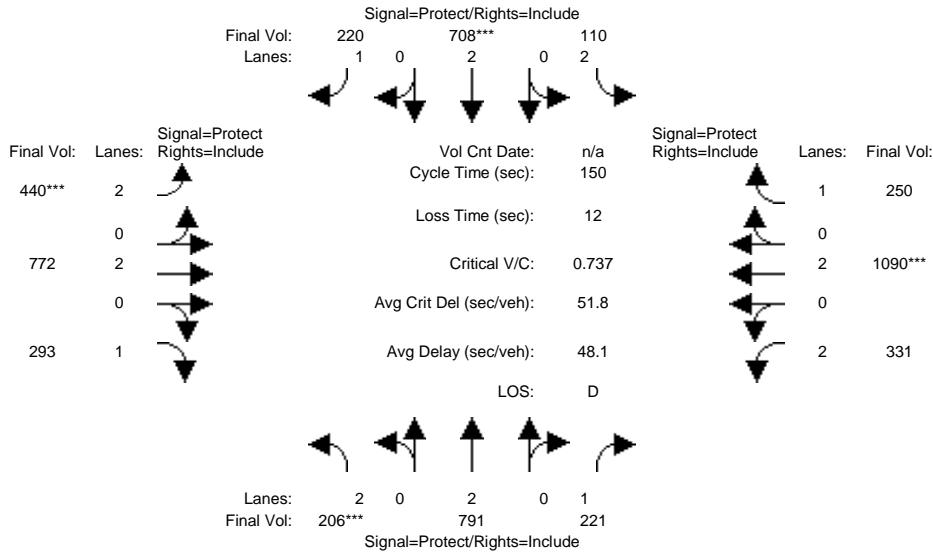 Signal=Protect/Rights=Include
Final Vol: 220 708*** 110
Lanes: 1 0 2 0 2
Signal=Protect
Final Vol: Lanes: Rights=Include
Vol Cnt Date: n/a
Signal=Protect
Rights=Include Lanes: Final Vol:
Cycle Time (sec): 150
440*** 2
1 250
Loss Time (sec): 12
0
0
772 2
Critical V/C: 0.737
2 1090***
0
Avg Crit Del (sec/veh): 51.8
0
293 1
Avg Delay (sec/veh): 48.1
2 331
LOS: D
Lanes: 2 0 2 0 1
Final Vol: 206*** 791 221
Signal=Protect/Rights=Include